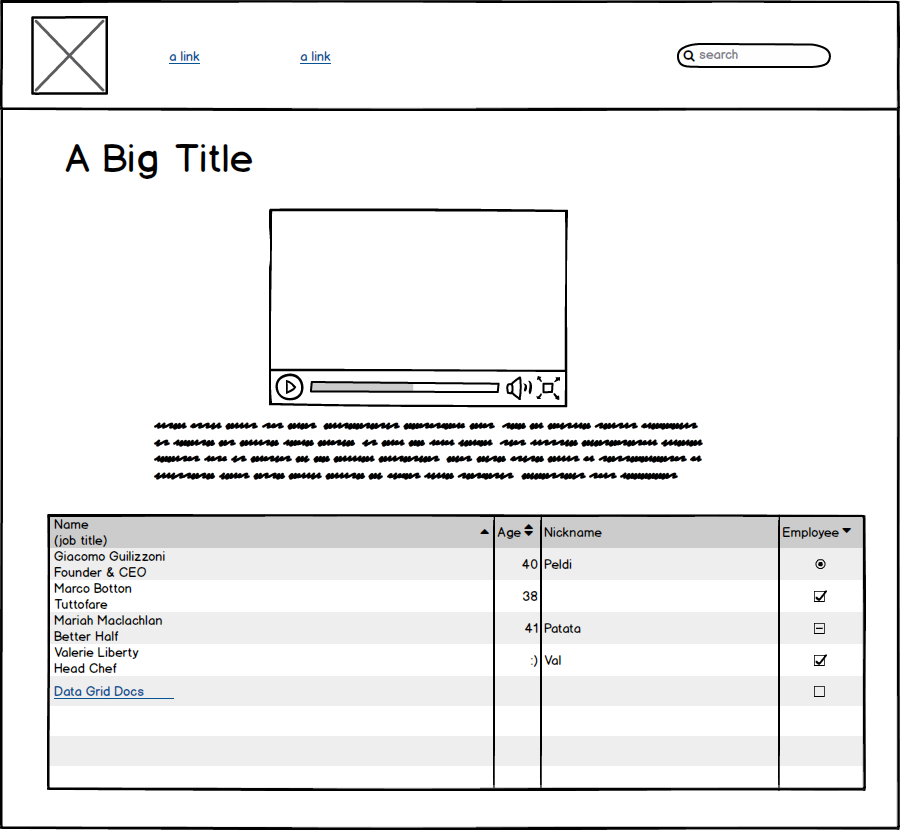 a link
a link
search
A Big Title
Name
(job title)
Age
Nickname
Employee
Giacomo Guilizzoni
Founder & CEO
40
Peldi
Marco Botton
Tuttofare
38
Mariah Maclachlan
Better Half
41
Patata
Valerie Liberty
Head Chef
:)
Val
Data Grid Docs